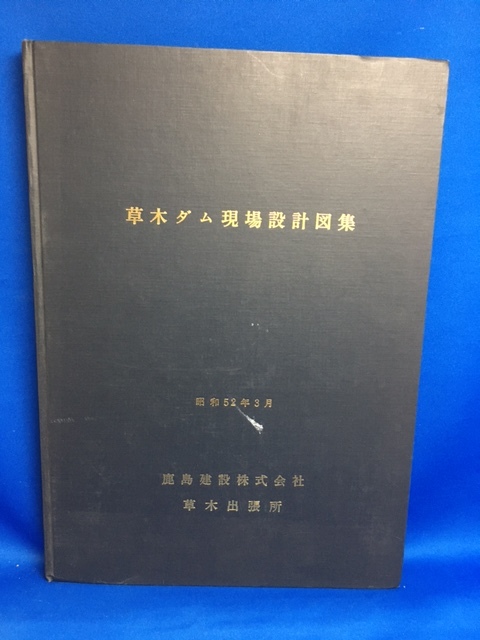 草木ダム現場設計図集
昭和52年3月
鹿島建設株式会社
草木出張所